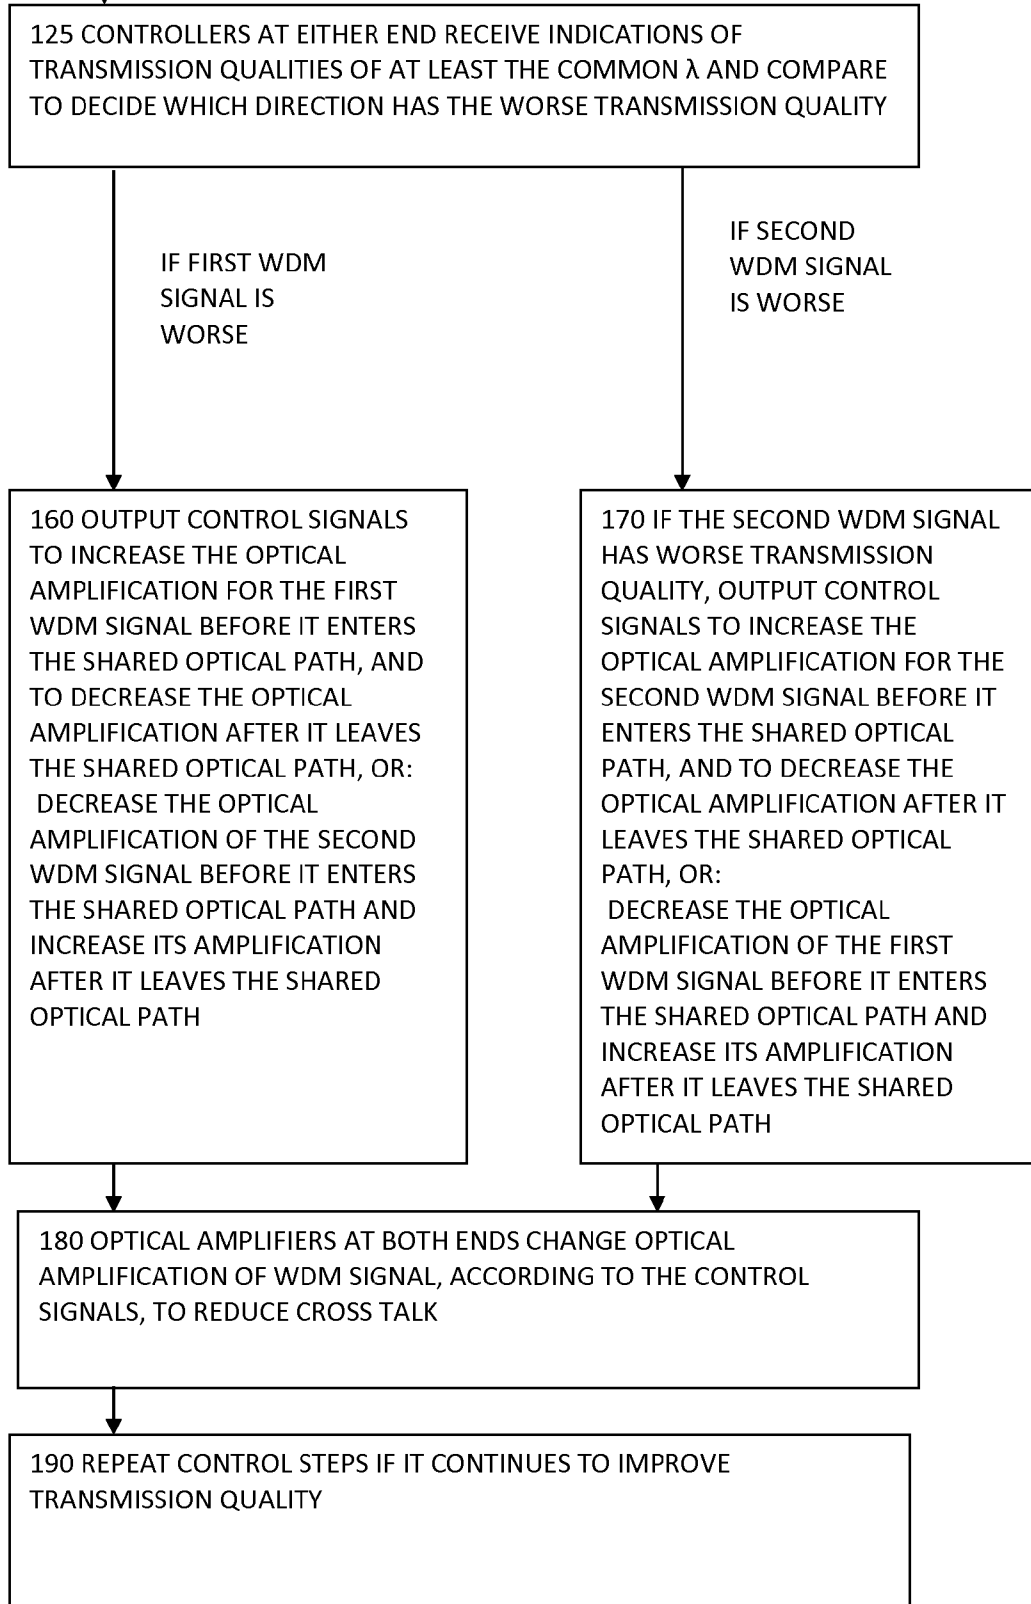 125 CONTROLLERS AT EITHER END RECEIVE INDICATIONS OF
TRANSMISSION QUALITIES OF AT LEAST THE COMMON λ AND COMPARE
TO DECIDE WHICH DIRECTION HAS THE WORSE TRANSMISSION QUALITY
IF FIRST WDM
SIGNAL IS
WORSE
IF SECOND
WDM SIGNAL
IS WORSE
160 OUTPUT CONTROL SIGNALS
TO INCREASE THE OPTICAL
AMPLIFICATION FOR THE FIRST
WDM SIGNAL BEFORE IT ENTERS
THE SHARED OPTICAL PATH, AND
TO DECREASE THE OPTICAL
AMPLIFICATION AFTER IT LEAVES
THE SHARED OPTICAL PATH, OR:
DECREASE THE OPTICAL
AMPLIFICATION OF THE SECOND
WDM SIGNAL BEFORE IT ENTERS
THE SHARED OPTICAL PATH AND
INCREASE ITS AMPLIFICATION
AFTER IT LEAVES THE SHARED
OPTICAL PATH
170 IF THE SECOND WDM SIGNAL
HAS WORSE TRANSMISSION
QUALITY, OUTPUT CONTROL
SIGNALS TO INCREASE THE
OPTICAL AMPLIFICATION FOR THE
SECOND WDM SIGNAL BEFORE IT
ENTERS THE SHARED OPTICAL
PATH, AND TO DECREASE THE
OPTICAL AMPLIFICATION AFTER IT
LEAVES THE SHARED OPTICAL
PATH, OR:
DECREASE THE OPTICAL
AMPLIFICATION OF THE FIRST
WDM SIGNAL BEFORE IT ENTERS
THE SHARED OPTICAL PATH AND
INCREASE ITS AMPLIFICATION
AFTER IT LEAVES THE SHARED
OPTICAL PATH
180 OPTICAL AMPLIFIERS AT BOTH ENDS CHANGE OPTICAL
AMPLIFICATION OF WDM SIGNAL, ACCORDING TO THE CONTROL
SIGNALS, TO REDUCE CROSS TALK
190 REPEAT CONTROL STEPS IF IT CONTINUES TO IMPROVE
TRANSMISSION QUALITY